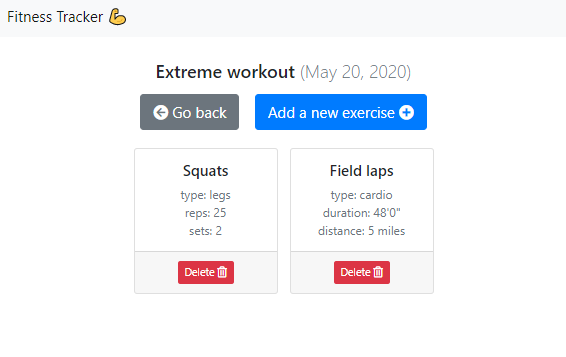 Fitness Tracker 💪
Extreme workout (May 20, 2020)
Go back
Add a new exercise
Squats
type: legs
reps: 25
sets: 2
Delete
Field laps
type: cardio
duration: 48'0"
distance: 5 miles
Delete